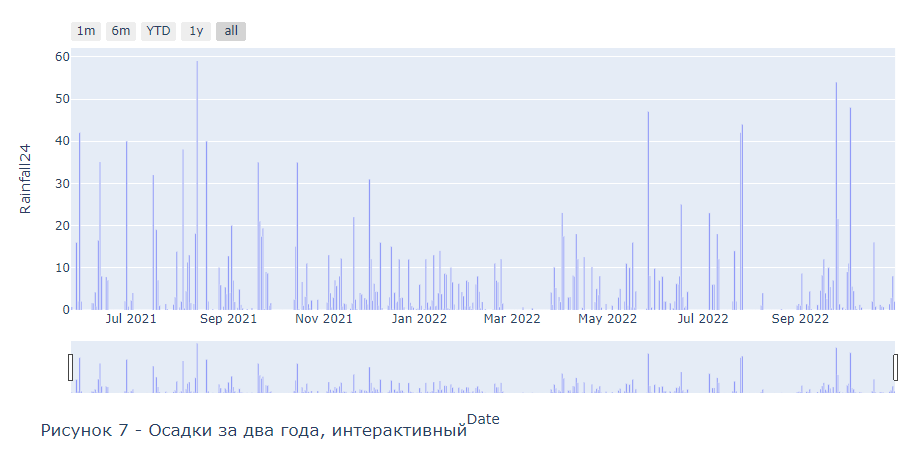 1m 6m YTD 1y all
60
50
40
30
20
10
0
Rainfall24
Jul 2021 Sep 2021 Nov 2021 Jan 2022 Mar 2022 May 2022 Jul 2022 Sep 2022
Date
Рисунок 7 - Осадки за два года, интерактивный